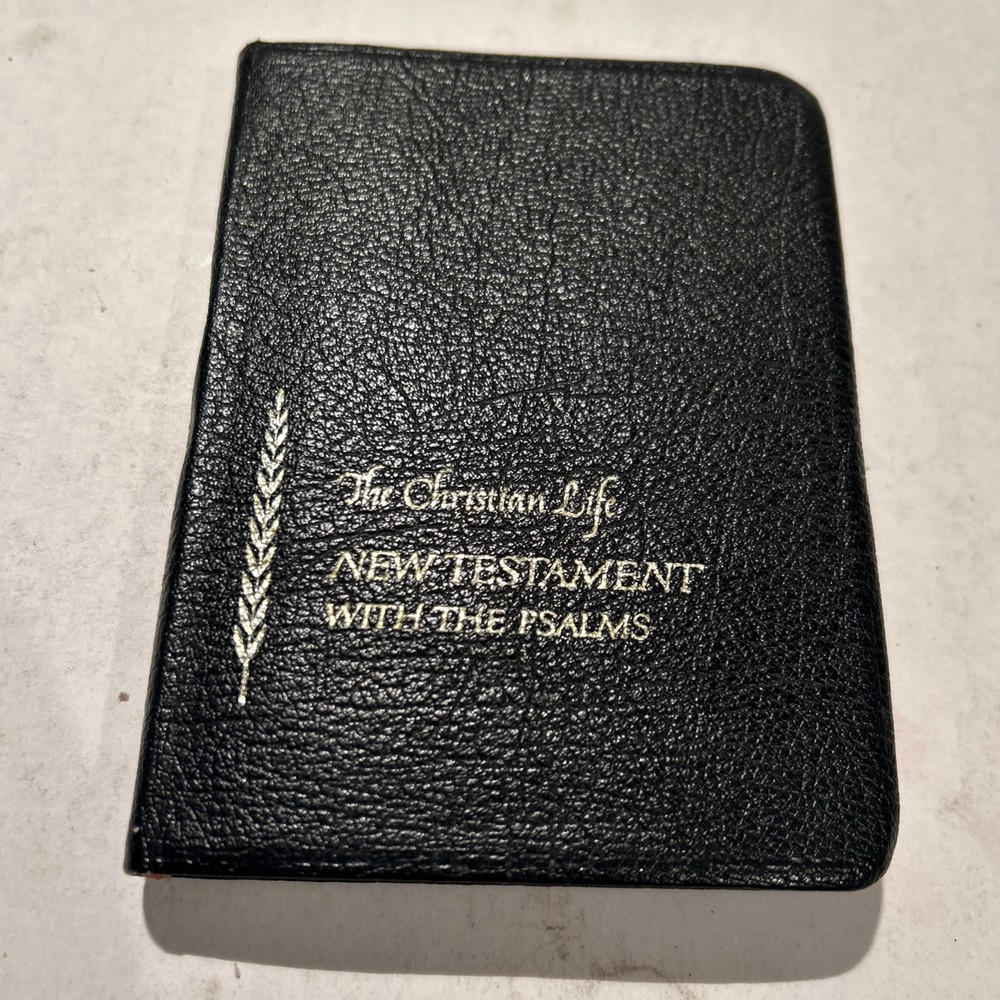 The Christian Life
NEW TESTAMENT
WITH THE PSALMS